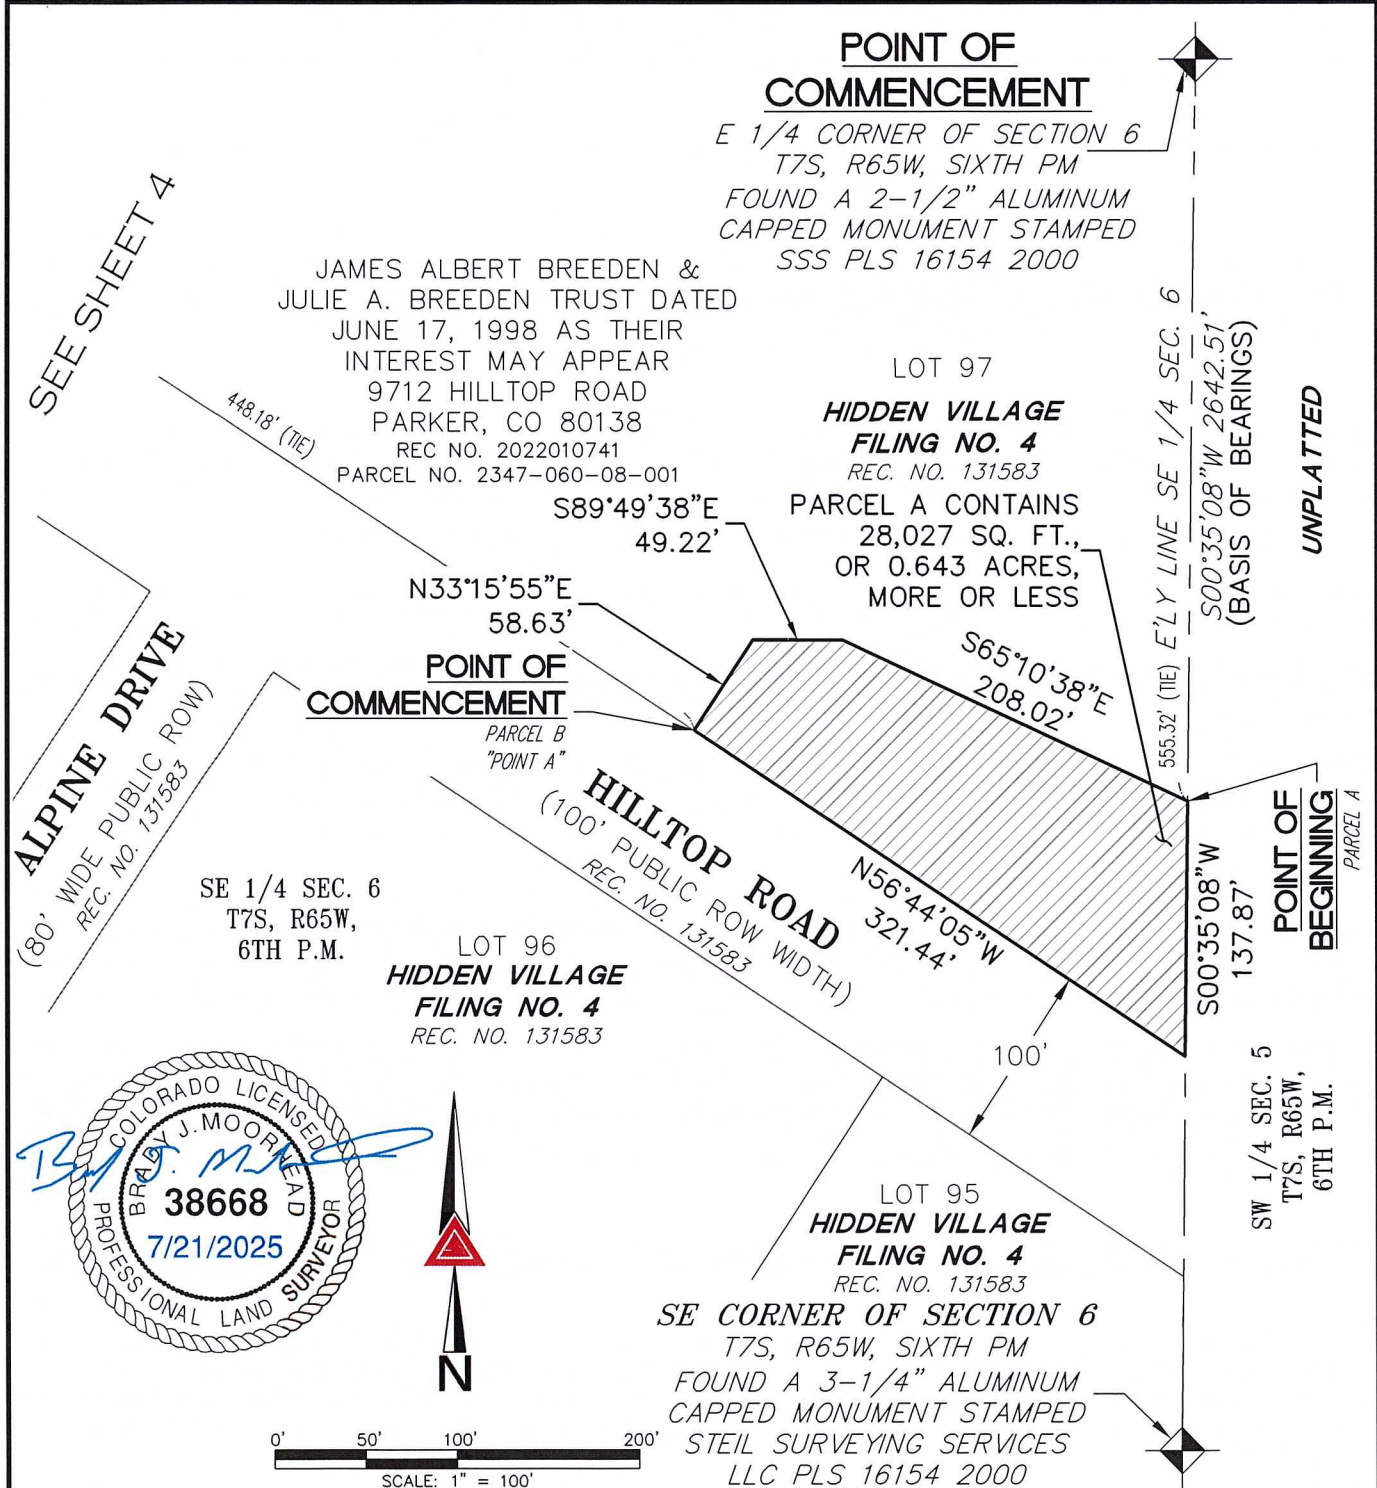 POINT OF
COMMENCEMENT
E 1/4 CORNER OF SECTION 6
T7S, R65W, SIXTH PM
FOUND A 2-1/2" ALUMINUM
CAPPED MONUMENT STAMPED
SSS PLS 16154 2000
SEE SHEET 4
JAMES ALBERT BREEDEN &
JULIE A. BREEDEN TRUST DATED
JUNE 17, 1998 AS THEIR
INTEREST MAY APPEAR
9712 HILLTOP ROAD
PARKER, CO 80138
REC NO. 2022010741
PARCEL NO. 2347-060-08-001
448.18' (TIE)
LOT 97
HIDDEN VILLAGE
FILING NO. 4
REC. NO. 131583
PARCEL A CONTAINS
28,027 SQ. FT.,
OR 0.643 ACRES,
MORE OR LESS
555.32' (TIE) E'LY LINE SE 1/4 SEC. 6
S00°35'08"W 2642.51'
(BASIS OF BEARINGS)
UNPLATTED
S89°49'38"E
49.22'
N33°15'55"E
58.63'
S65°10'38"E
208.02'
POINT OF
COMMENCEMENT
PARCEL B
"POINT A"
ALPINE DRIVE
(80' WIDE PUBLIC ROW)
REC. NO. 131583
HILLTOP ROAD
(100' PUBLIC ROW WIDTH)
REC. NO. 131583
N56°44'05"W
321.44'
S00°35'08"W
137.87'
POINT OF
BEGINNING
PARCEL A
SE 1/4 SEC. 6
T7S, R65W,
6TH P.M.
LOT 96
HIDDEN VILLAGE
FILING NO. 4
REC. NO. 131583
100'
SW 1/4 SEC. 5
T7S, R65W,
6TH P.M.
COLORADO LICENSED
BRADY J. MOORHEAD
38668
7/21/2025
PROFESSIONAL LAND SURVEYOR
LOT 95
HIDDEN VILLAGE
FILING NO. 4
REC. NO. 131583
SE CORNER OF SECTION 6
T7S, R65W, SIXTH PM
FOUND A 3-1/4" ALUMINUM
CAPPED MONUMENT STAMPED
STEIL SURVEYING SERVICES
LLC PLS 16154 2000
N
0' 50' 100' 200'
SCALE: 1" = 100'